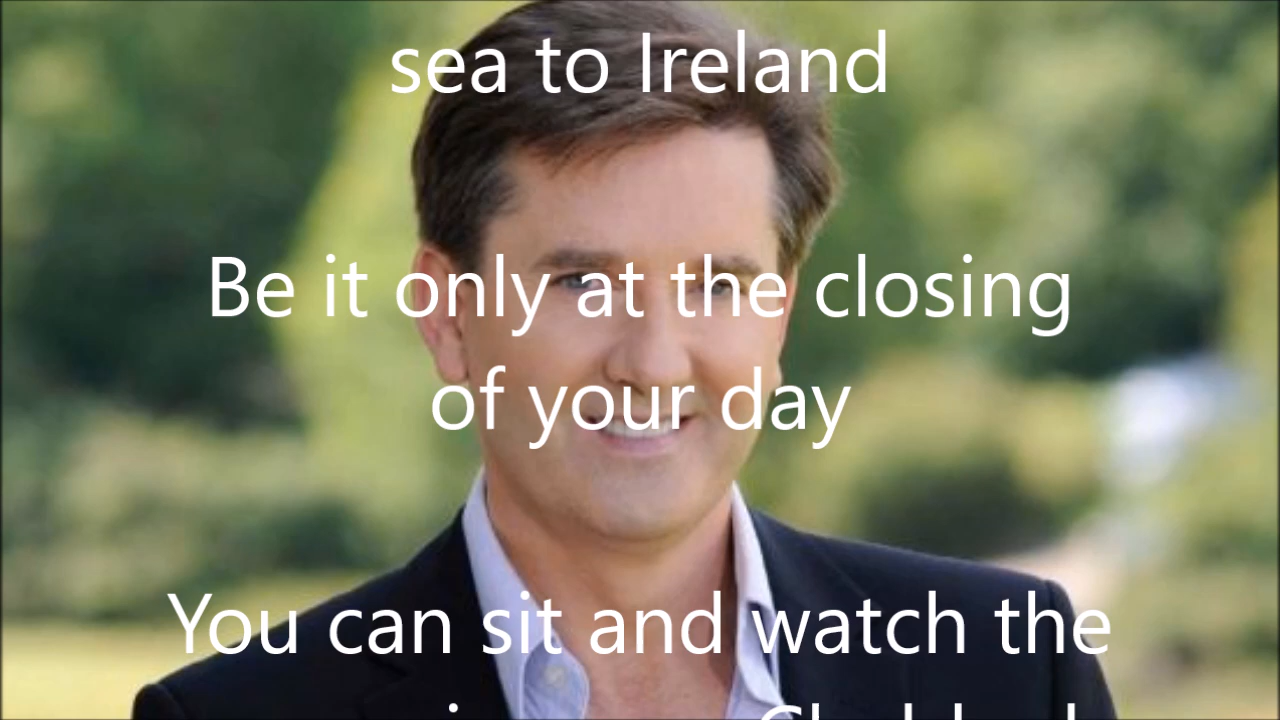 sea to Ireland
Be it only at the closing
of your day
You can sit and watch the